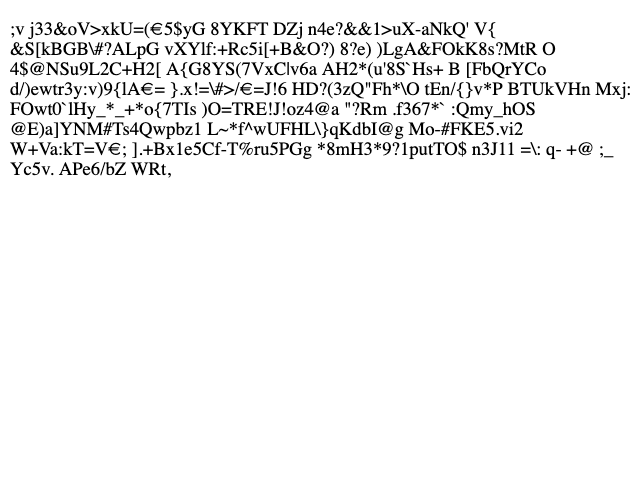 ;v j33&oV>xkU=(€5$yG 8YKFT DZj n4e?&&1>uX-aNkQ' V{
&S[kBGB\#?ALpG vXYlf:+Rc5i[+B&O?) 8?e) )LgA&FOkK8s?MtR O
4$@NSu9L2C+H2[ A{G8YS(7VxC|v6a AH2*(u'8S`Hs+ B [FbQrYCo
d/)ewtr3y:v)9{lA€= }.x!=\#>/€=J!6 HD?(3zQ"Fh*\O tEn/{}v*P BTUkVHn Mxj:
FOwt0`lHy_*_+*o{7TIs )O=TRE!J!oz4@a "?Rm .f367*` :Qmy_hOS
@E)a]YNM#Ts4Qwpbz1 L~*f^wUFHL\}qKdbI@g Mo-#FKE5.vi2
W+Va:kT=V€; ].+Bx1e5Cf-T%ru5PGg *8mH3*9?1putTO$ n3J11 =\: q- +@ ;_
Yc5v. APe6/bZ WRt,